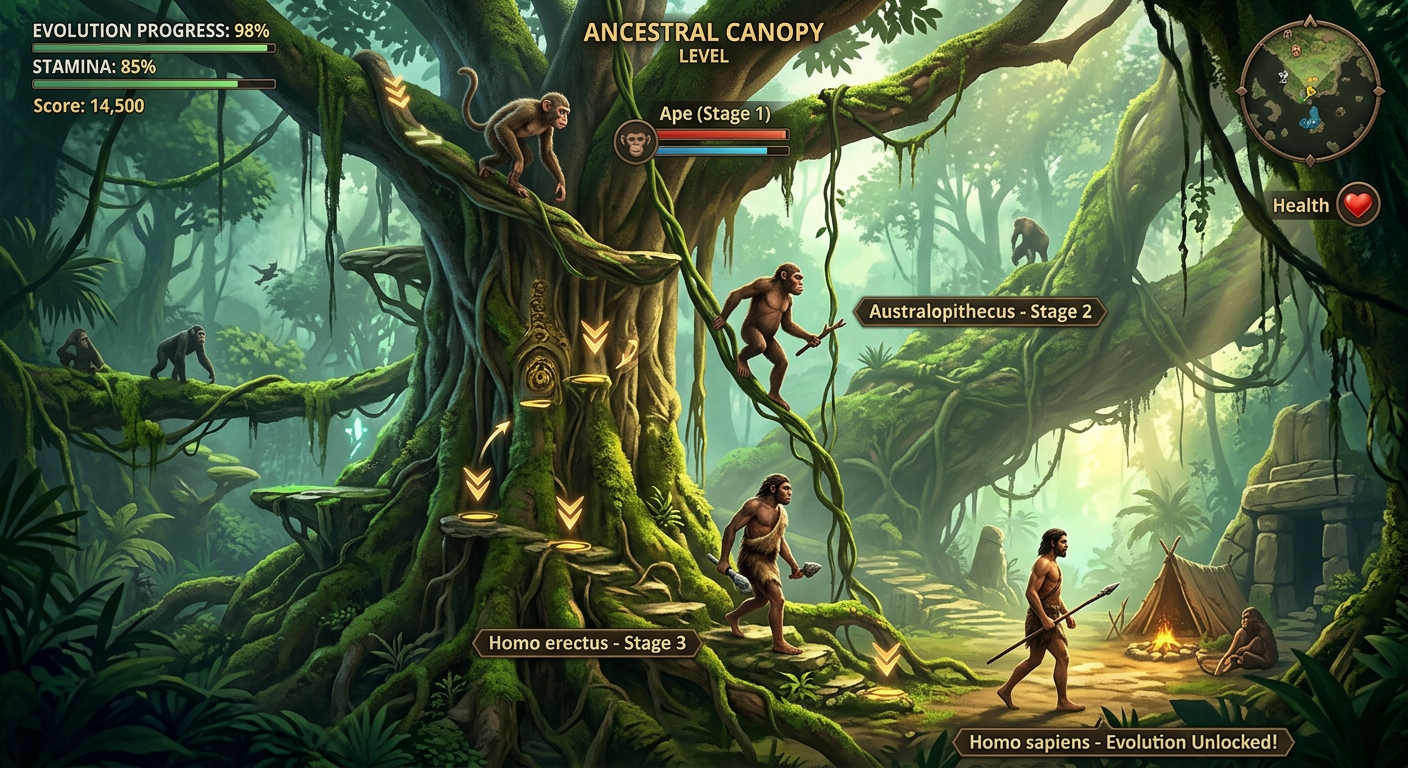 EVOLUTION PROGRESS: 98%
STAMINA: 85%
Score: 14,500
ANCESTRAL CANOPY
LEVEL
Ape (Stage 1)
Health
Australopithecus - Stage 2
Homo erectus - Stage 3
Homo sapiens - Evolution Unlocked!